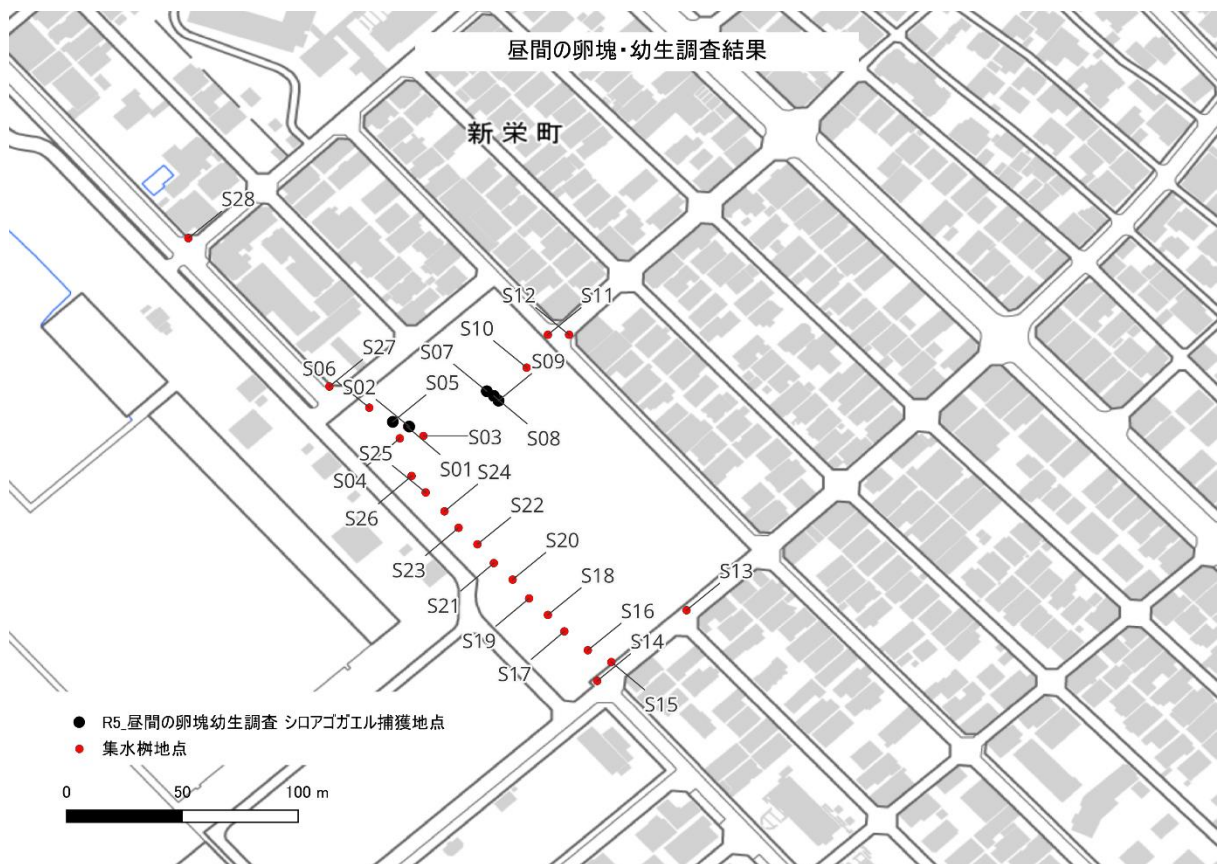 昼間の卵塊・幼生調査結果
新栄町
S28
S12
S11
S10
S07
S09
S27
S06
S02
S05
S08
S03
S25
S01
S04
S24
S26
S22
S23
S20
S18
S21
S13
S19
S16
S14
S17
S15
R5_昼間の卵塊幼生調査 シロアゴガエル捕獲地点
集水桝地点
0 50 100 m